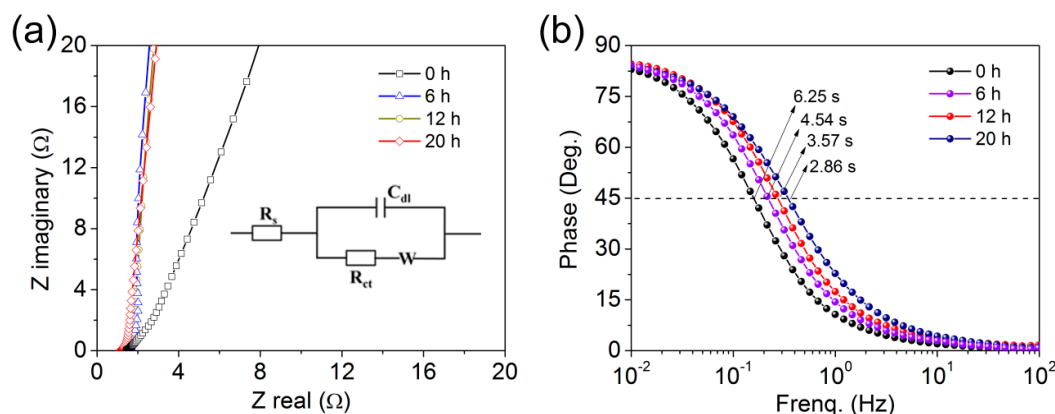 (a)
20
16
12
8
4
0
Z imaginary (Ω)
0 4 8 12 16 20
Z real (Ω)
0 h
6 h
12 h
20 h
Rs
Cdl
Rct
W
(b)
90
75
60
45
30
15
0
Phase (Deg.)
10-2 10-1 100 101 102
Frenq. (Hz)
0 h
6 h
12 h
20 h
6.25 s
4.54 s
3.57 s
2.86 s